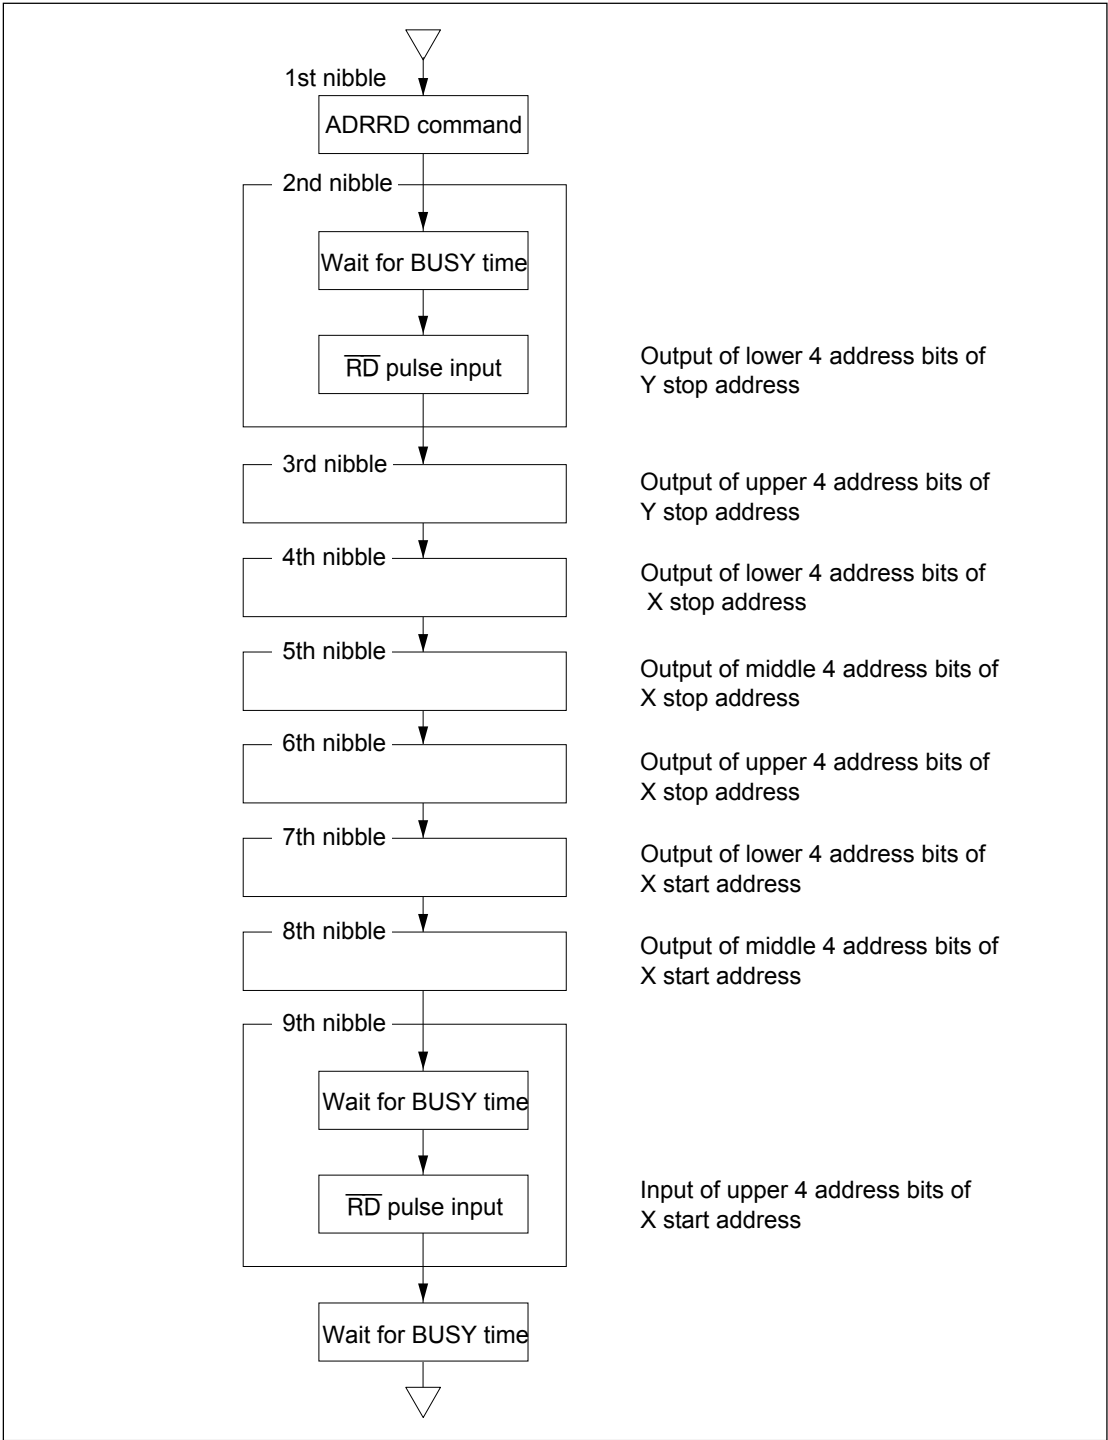 1st nibble
ADRRD command
2nd nibble
Wait for BUSY time
RD pulse input
Output of lower 4 address bits of
Y stop address
3rd nibble
Output of upper 4 address bits of
Y stop address
4th nibble
Output of lower 4 address bits of
X stop address
5th nibble
Output of middle 4 address bits of
X stop address
6th nibble
Output of upper 4 address bits of
X stop address
7th nibble
Output of lower 4 address bits of
X start address
8th nibble
Output of middle 4 address bits of
X start address
9th nibble
Wait for BUSY time
RD pulse input
Input of upper 4 address bits of
X start address
Wait for BUSY time